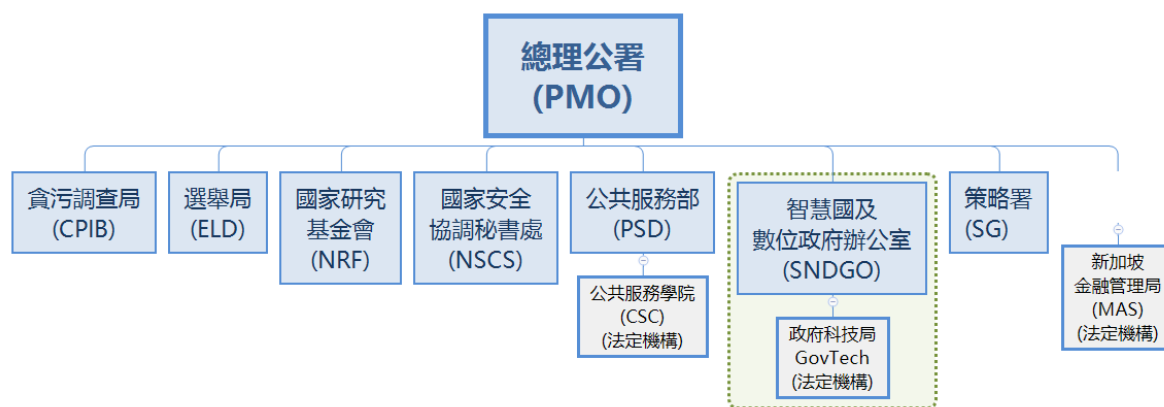 總理公署
(PMO)
貪污調查局
(CPIB)
選舉局
(ELD)
國家研究
基金會
(NRF)
國家安全
協調秘書處
(NSCS)
公共服務部
(PSD)
公共服務學院
(CSC)
(法定機構)
智慧國及
數位政府辦公室
(SNDGO)
政府科技局
GovTech
(法定機構)
策略署
(SG)
新加坡
金融管理局
(MAS)
(法定機構)